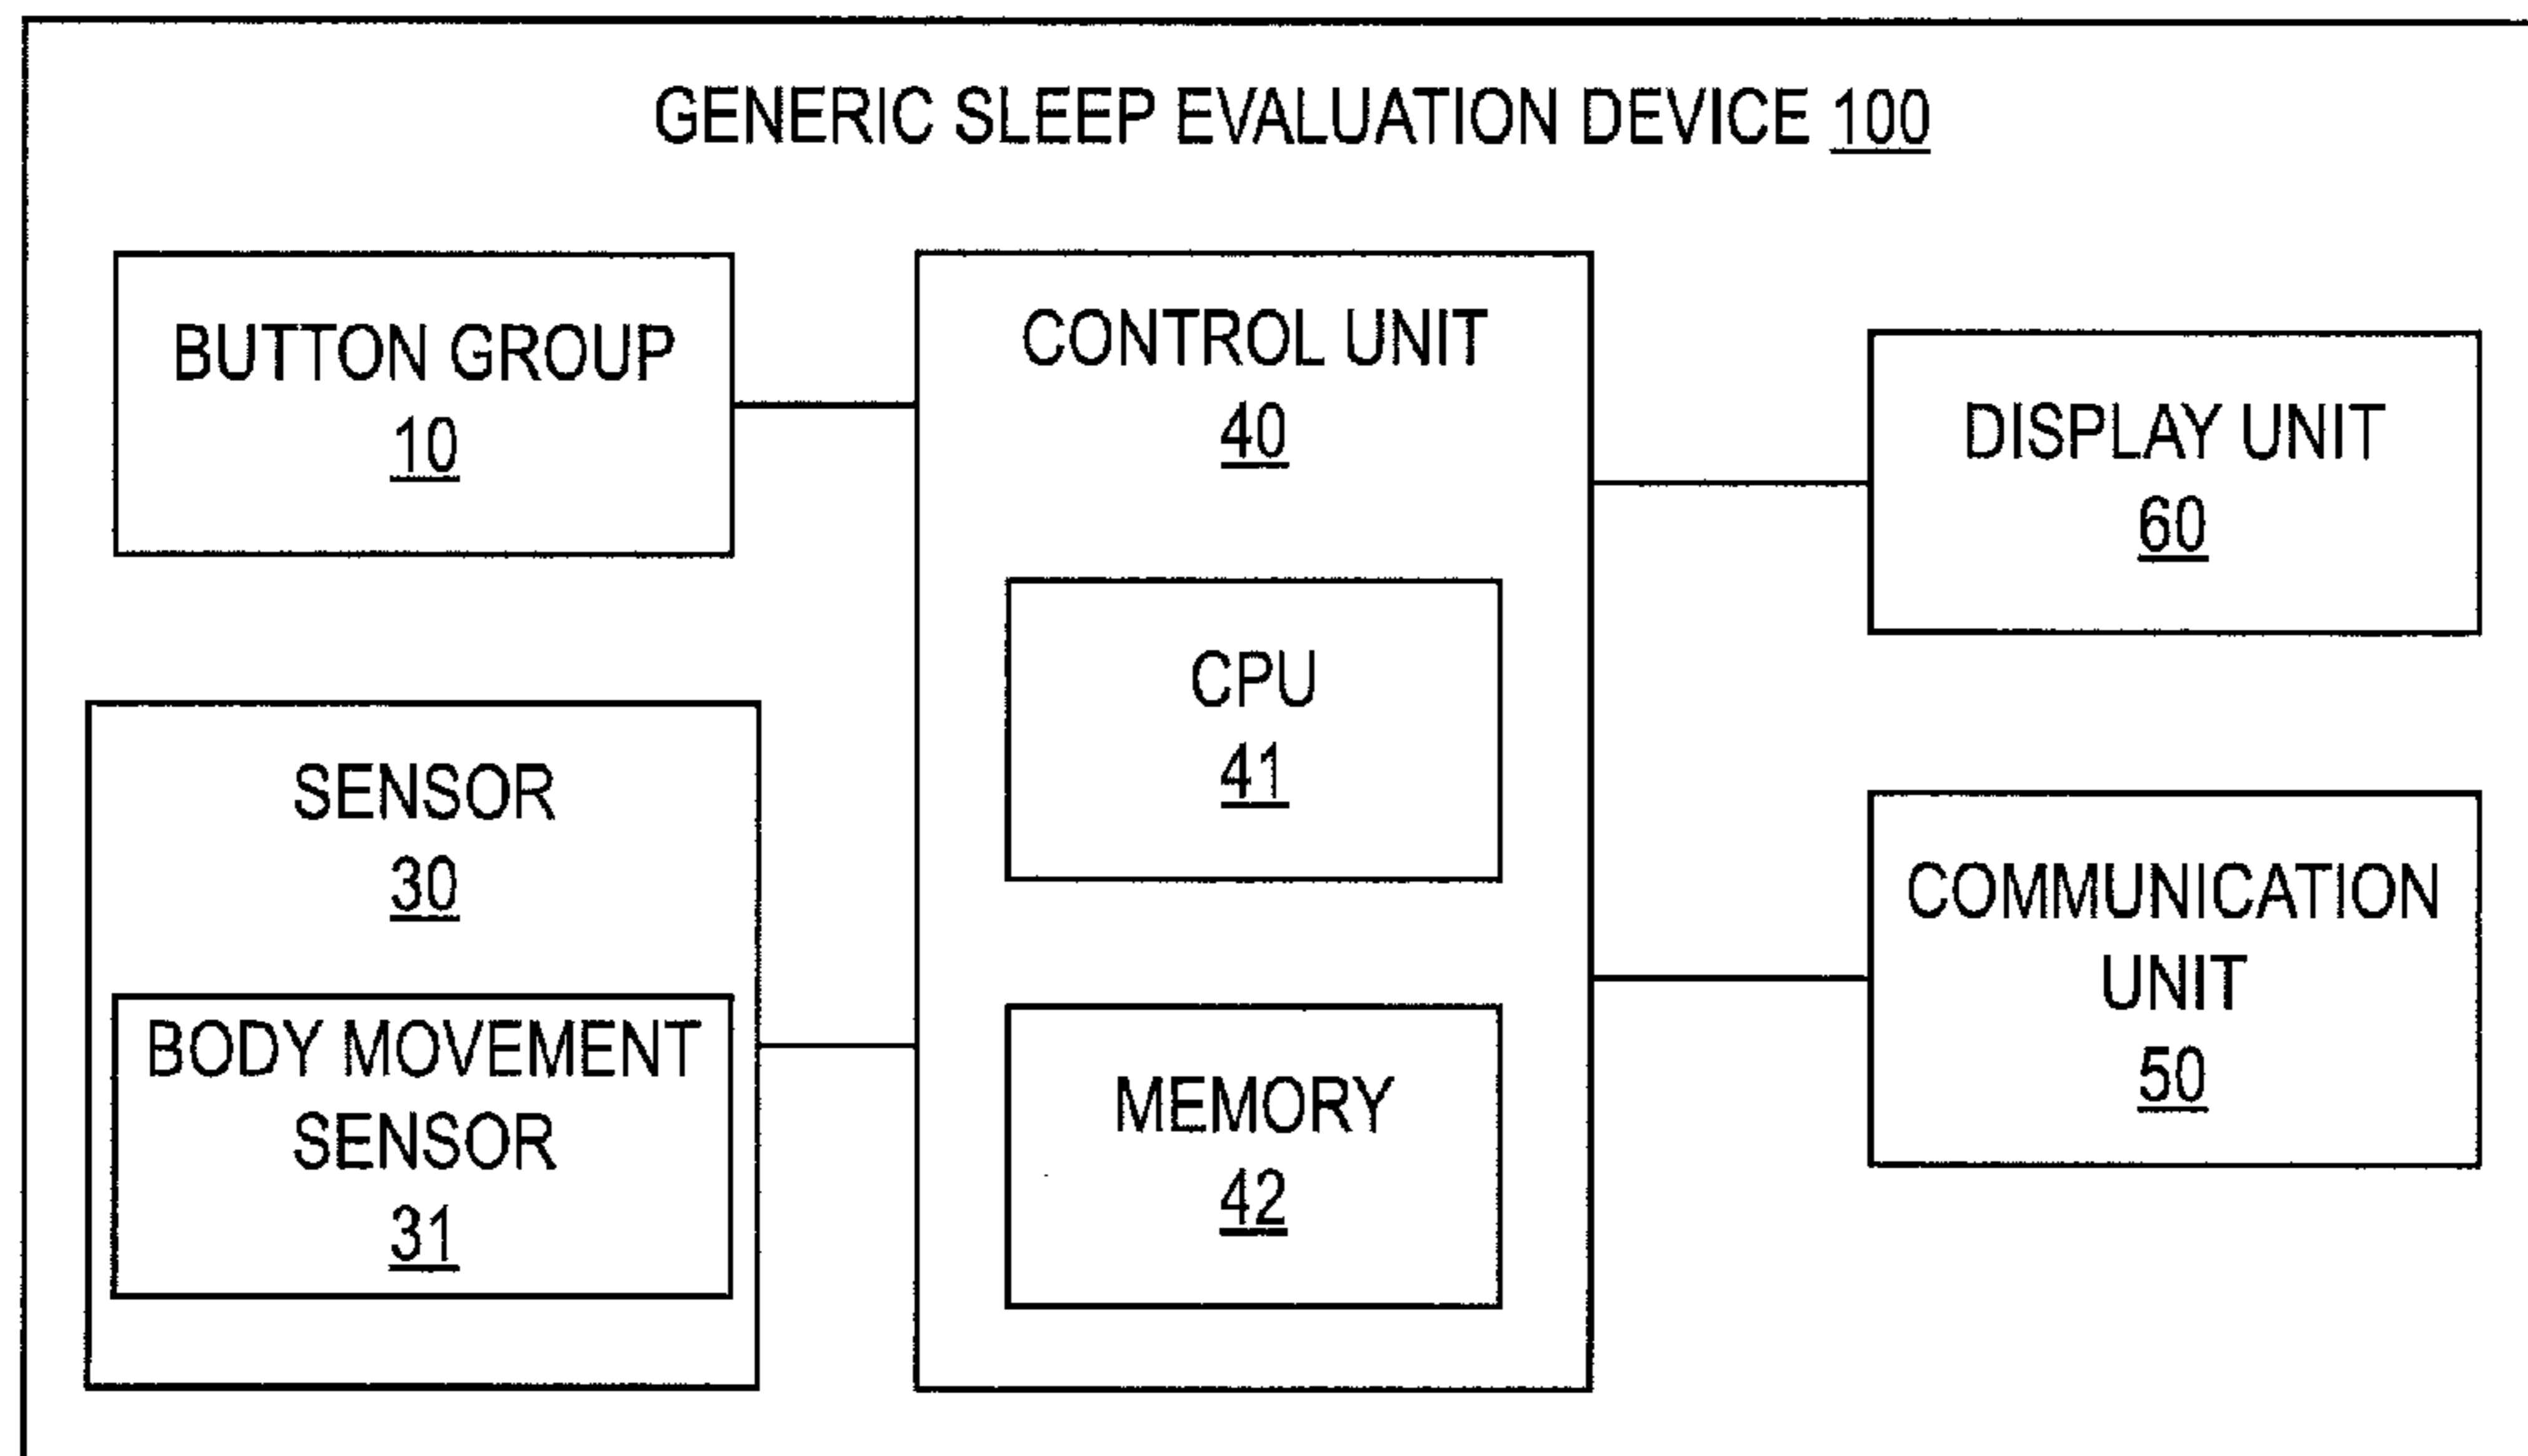 GENERIC SLEEP EVALUATION DEVICE 100
BUTTON GROUP
10
SENSOR
30
BODY MOVEMENT
SENSOR
31
CONTROL UNIT
40
CPU
41
MEMORY
42
DISPLAY UNIT
60
COMMUNICATION
UNIT
50